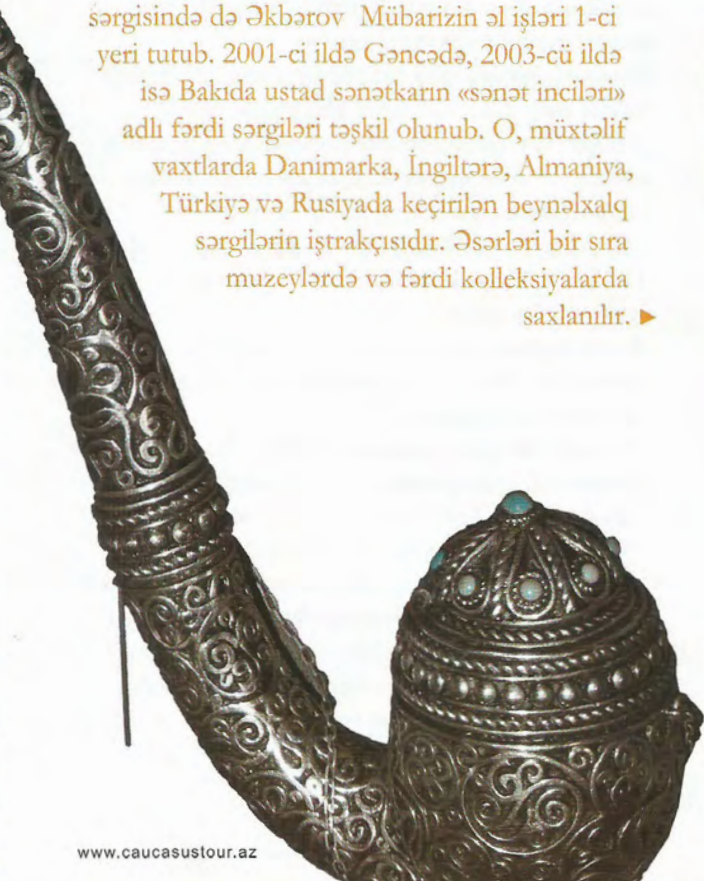 sərgisində də Əkbərov Mübarizin əl işləri 1-ci
yeri tutub. 2001-ci ildə Gəncədə, 2003-cü ildə
isə Bakıda ustad sənətkarın «sənət inciləri»
adlı fərdi sərgiləri təşkil olunub. O, müxtəlif
vaxtlarda Danimarka, İngiltərə, Almaniya,
Türkiyə və Rusiyada keçirilən beynəlxalq
sərgilərin iştrakçısıdır. Əsərləri bir sıra
muzeylərdə və fərdi kolleksiyalarda
saxlanılır. ►
www.caucasustour.az